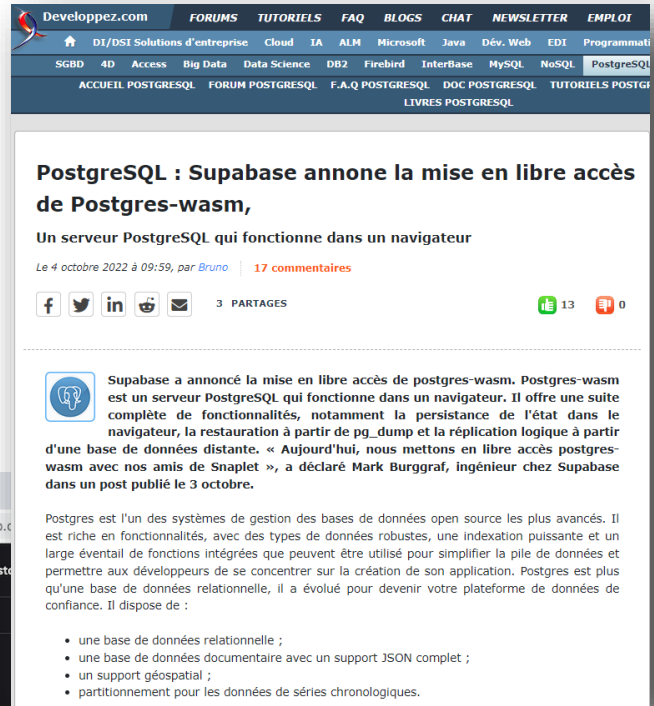 Developpez.com FORUMS TUTORIELS FAQ BLOGS CHAT NEWSLETTER EMPLOI
DI/DSI Solutions d'entreprise Cloud IA ALM Microsoft Java Dév. Web EDI
SGBD 4D Access Big Data Data Science DB2 Firebird InterBase MySQL NoSQL PostgreSQL
ACCUEIL POSTGRESQL FORUM POSTGRESQL F.A.Q POSTGRESQL DOC POSTGRESQL
LIVRES POSTGRESQL
PostgreSQL : Supabase annone la mise en libre accès
de Postgres-wasm,
Un serveur PostgreSQL qui fonctionne dans un navigateur
Le 4 octobre 2022 à 09:59, par Bruno 17 commentaires
3 PARTAGES 13 0
Supabase a annoncé la mise en libre accès de postgres-wasm. Postgres-wasm
est un serveur PostgreSQL qui fonctionne dans un navigateur. Il offre une suite
complète de fonctionnalités, notamment la persistance de l'état dans le
navigateur, la restauration à partir de pg_dump et la réplication logique à partir
d'une base de données distante. « Aujourd'hui, nous mettons en libre accès postgres-
wasm avec nos amis de Snaplet », a déclaré Mark Burggraf, ingénieur chez Supabase
dans un post publié le 3 octobre.
Postgres est l'un des systèmes de gestion des bases de données open source les plus avancés. Il
est riche en fonctionnalités, avec des types de données robustes, une indexation puissante et un
large éventail de fonctions intégrées que peuvent être utilisé pour simplifier la pile de données et
permettre aux développeurs de se concentrer sur la création de son application. Postgres est plus
qu'une base de données relationnelle, il a évolué pour devenir votre plateforme de données de
confiance. Il dispose de :
• une base de données relationnelle ;
• une base de données documentaire avec un support JSON complet ;
• un support géospatial ;
• partitionnement pour les données de séries chronologiques.